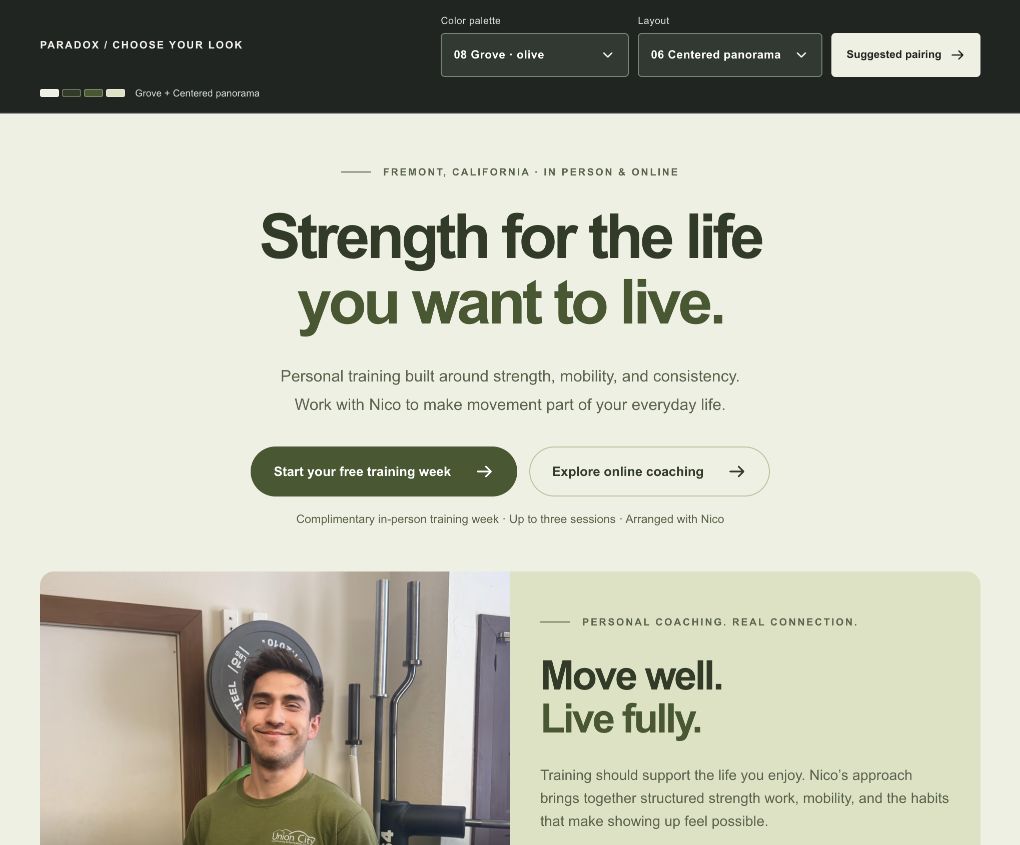 Color palette
Layout
PARADOX / CHOOSE YOUR LOOK
08 Grove · olive
06 Centered panorama
Suggested pairing
Grove + Centered panorama
FREMONT, CALIFORNIA · IN PERSON & ONLINE
Strength for the life
you want to live.
Personal training built around strength, mobility, and consistency.
Work with Nico to make movement part of your everyday life.
Start your free training week
Explore online coaching
Complimentary in-person training week · Up to three sessions · Arranged with Nico
PERSONAL COACHING. REAL CONNECTION.
Move well.
Live fully.
Training should support the life you enjoy. Nico’s approach
brings together structured strength work, mobility, and the habits
that make showing up feel possible.
Union City